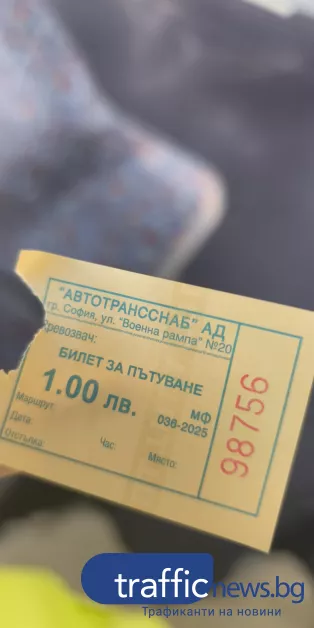 "АВТОТРАНССНАБ" АД
гр. София, ул. "Военна рампа" №20
Превозвач:
БИЛЕТ ЗА ПЪТУВАНЕ
1.00 лв.
МФ
036-2025
Маршрут
Дата:
Час:
Място:
Отстъпка:
98756
trafficnews.bg
Трафиканти на новини